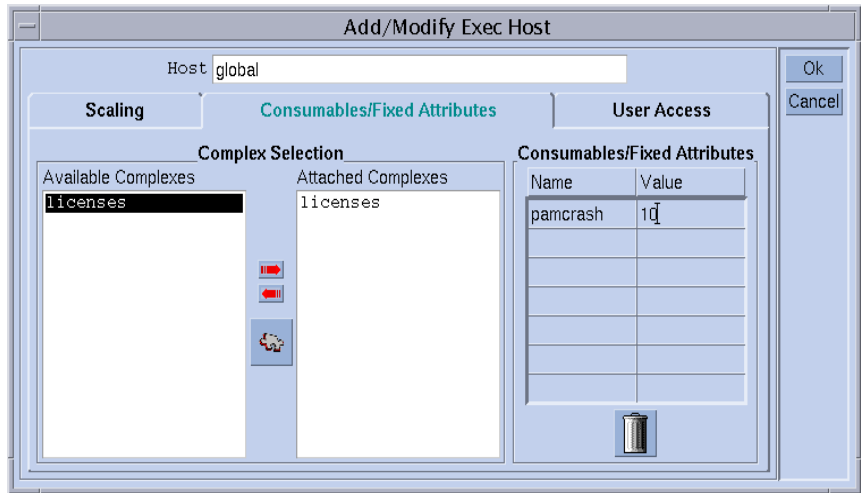 Add/Modify Exec Host
Host global
Ok
Cancel
Scaling
Consumables/Fixed Attributes
User Access
Complex Selection
Available Complexes
licenses
Attached Complexes
licenses
Consumables/Fixed Attributes
Name Value
pamcrash 10